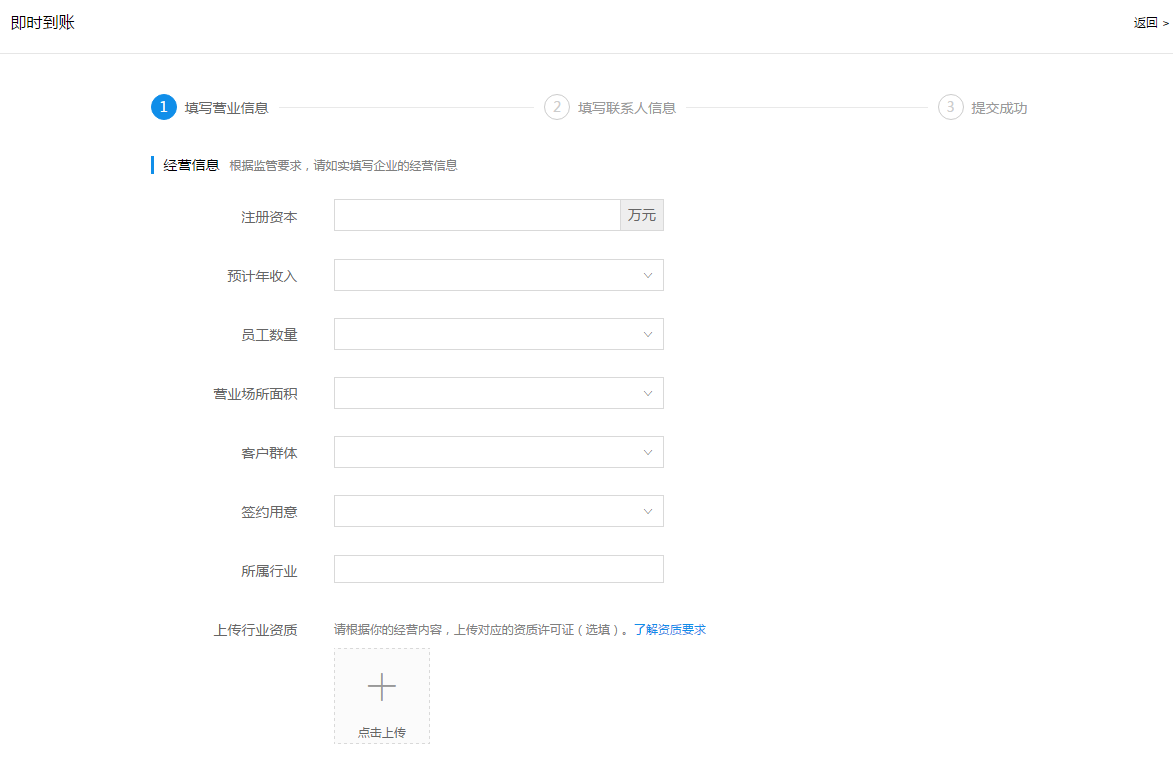 即时到账
返回 >
1 填写营业信息
2 填写联系人信息
3 提交成功
经营信息 根据监管要求，请如实填写企业的经营信息
注册资本 万元
预计年收入
员工数量
营业场所面积
客户群体
签约用意
所属行业
上传行业资质 请根据你的经营内容，上传对应的资质许可证（选填）。了解资质要求
点击上传